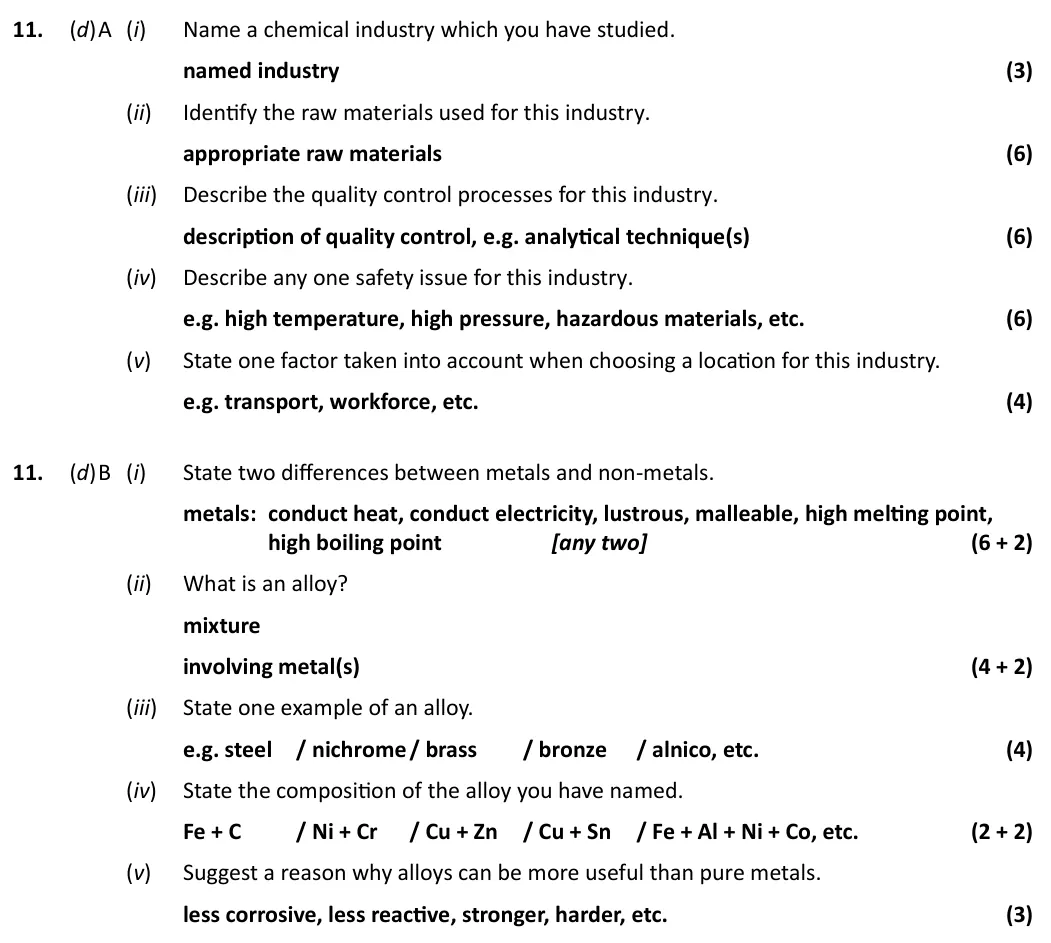 11. (d)A (i) Name a chemical industry which you have studied.
named industry (3)
(ii) Identify the raw materials used for this industry.
appropriate raw materials (6)
(iii) Describe the quality control processes for this industry.
description of quality control, e.g. analytical technique(s) (6)
(iv) Describe any one safety issue for this industry.
e.g. high temperature, high pressure, hazardous materials, etc. (6)
(v) State one factor taken into account when choosing a location for this industry.
e.g. transport, workforce, etc. (4)
11. (d)B (i) State two differences between metals and non-metals.
metals: conduct heat, conduct electricity, lustrous, malleable, high melting point,
high boiling point [any two] (6 + 2)
(ii) What is an alloy?
mixture
involving metal(s) (4 + 2)
(iii) State one example of an alloy.
e.g. steel / nichrome / brass / bronze / alnico, etc. (4)
(iv) State the composition of the alloy you have named.
Fe + C / Ni + Cr / Cu + Zn / Cu + Sn / Fe + Al + Ni + Co, etc. (2 + 2)
(v) Suggest a reason why alloys can be more useful than pure metals.
less corrosive, less reactive, stronger, harder, etc. (3)